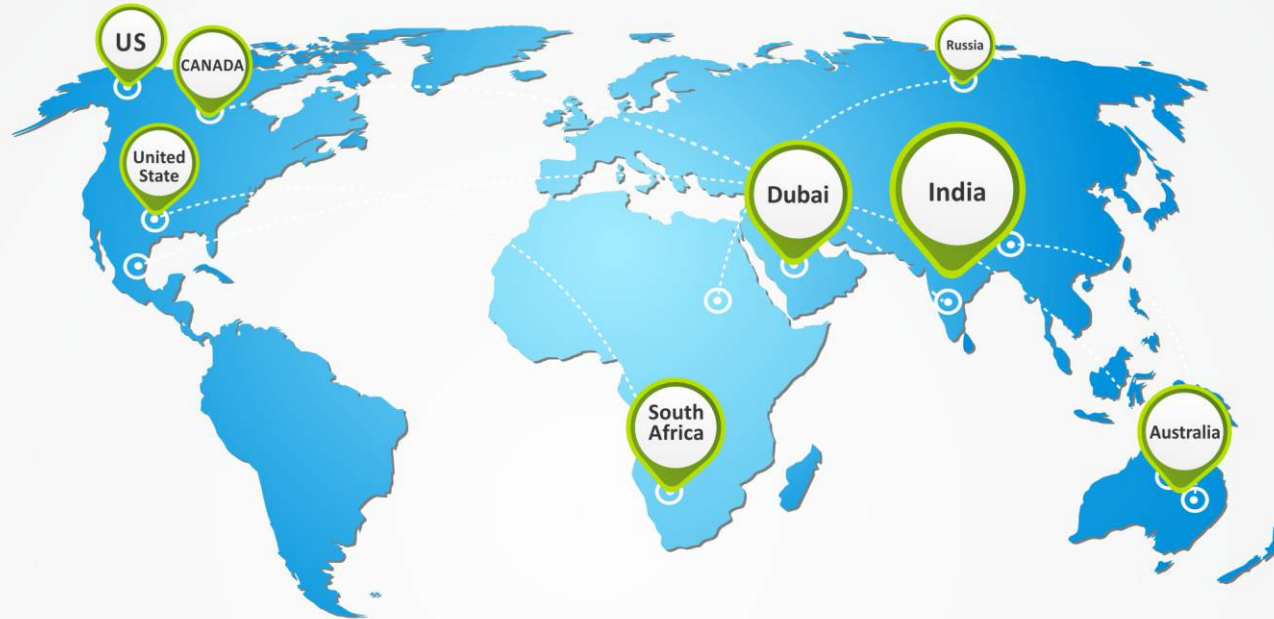 US
CANADA
Russia
United
State
Dubai
India
South
Africa
Australia